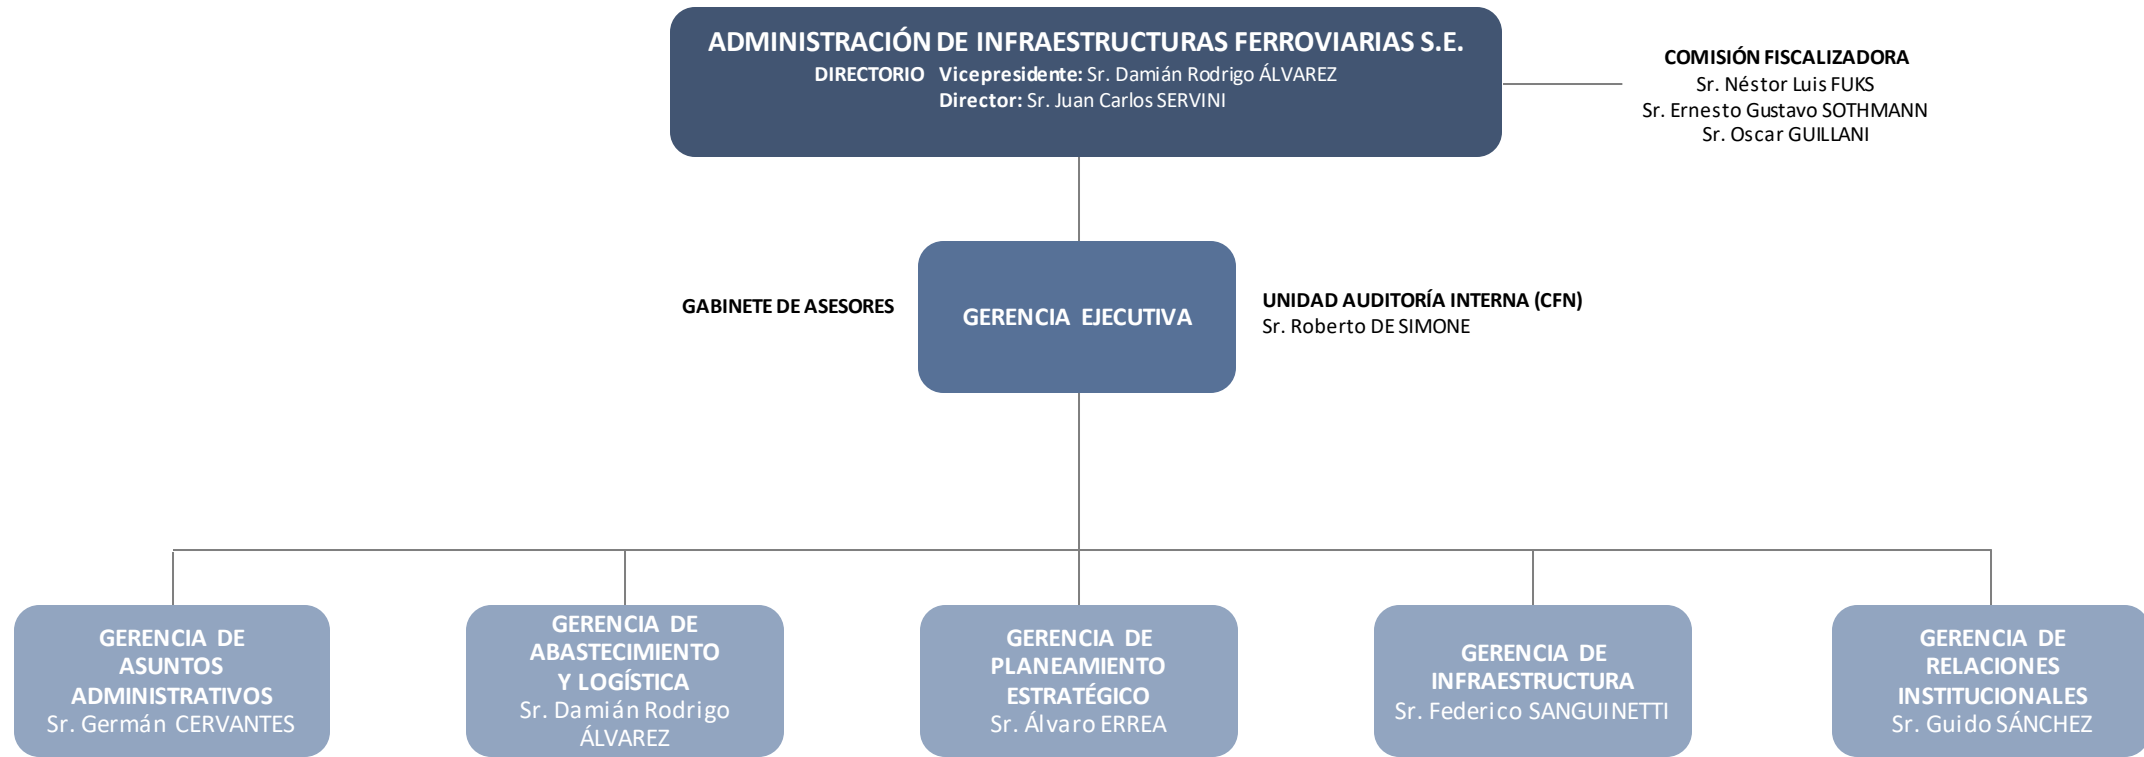 ADMINISTRACIÓN DE INFRAESTRUCTURAS FERROVIARIAS S.E.
DIRECTORIO Vicepresidente: Sr. Damián Rodrigo ÁLVAREZ
Director: Sr. Juan Carlos SERVINI
COMISIÓN FISCALIZADORA
Sr. Néstor Luis FUKS
Sr. Ernesto Gustavo SOTHMANN
Sr. Oscar GUILLANI
GABINETE DE ASESORES
GERENCIA EJECUTIVA
UNIDAD AUDITORÍA INTERNA (CFN)
Sr. Roberto DE SIMONE
GERENCIA DE
ASUNTOS
ADMINISTRATIVOS
Sr. Germán CERVANTES
GERENCIA DE
ABASTECIMIENTO
Y LOGÍSTICA
Sr. Damián Rodrigo
ÁLVAREZ
GERENCIA DE
PLANEAMIENTO
ESTRATÉGICO
Sr. Álvaro ERREA
GERENCIA DE
INFRAESTRUCTURA
Sr. Federico SANGUINETTI
GERENCIA DE
RELACIONES
INSTITUCIONALES
Sr. Guido SÁNCHEZ